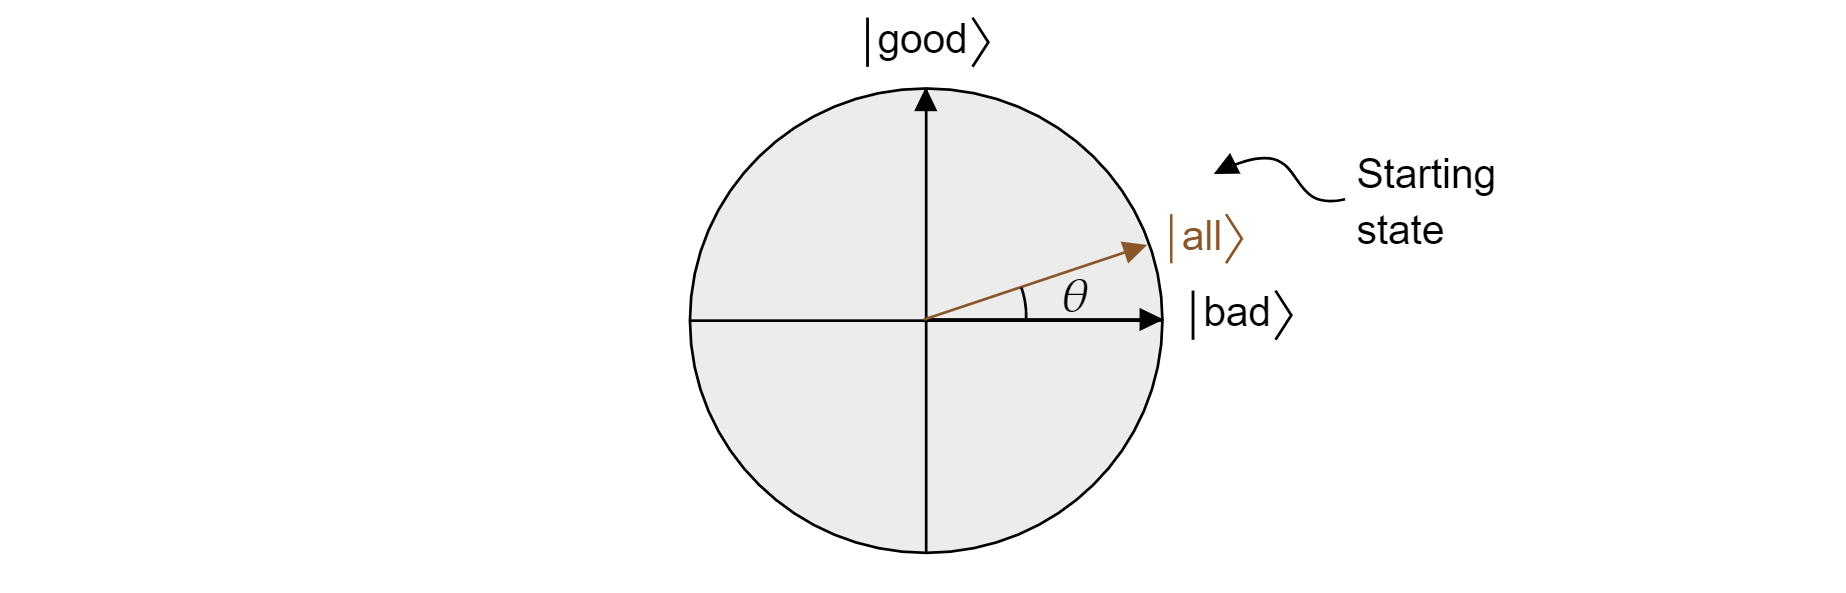 |good⟩
Starting
state
|all⟩
θ
|bad⟩